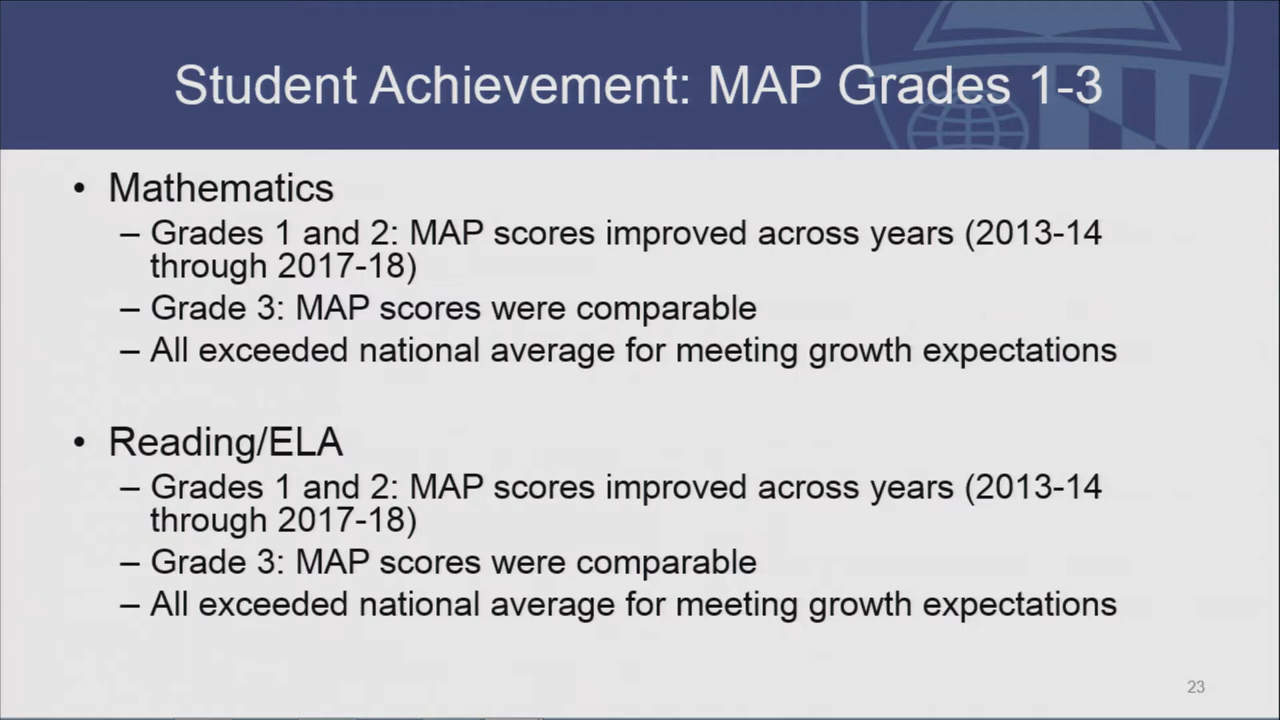 Student Achievement: MAP Grades 1-3
• Mathematics
– Grades 1 and 2: MAP scores improved across years (2013-14
through 2017-18)
– Grade 3: MAP scores were comparable
– All exceeded national average for meeting growth expectations
• Reading/ELA
– Grades 1 and 2: MAP scores improved across years (2013-14
through 2017-18)
– Grade 3: MAP scores were comparable
– All exceeded national average for meeting growth expectations
23